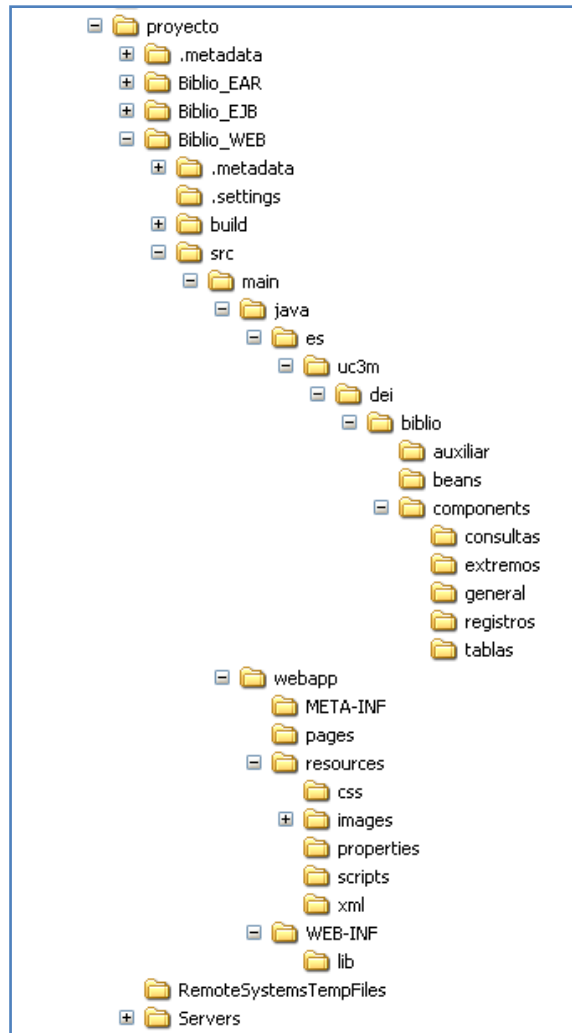 proyecto
.metadata
Biblio_EAR
Biblio_EJB
Biblio_WEB
.metadata
.settings
build
src
main
java
es
uc3m
dei
biblio
auxiliar
beans
components
consultas
extremos
general
registros
tablas
webapp
META-INF
pages
resources
css
images
properties
scripts
xml
WEB-INF
lib
RemoteSystemsTempFiles
Servers